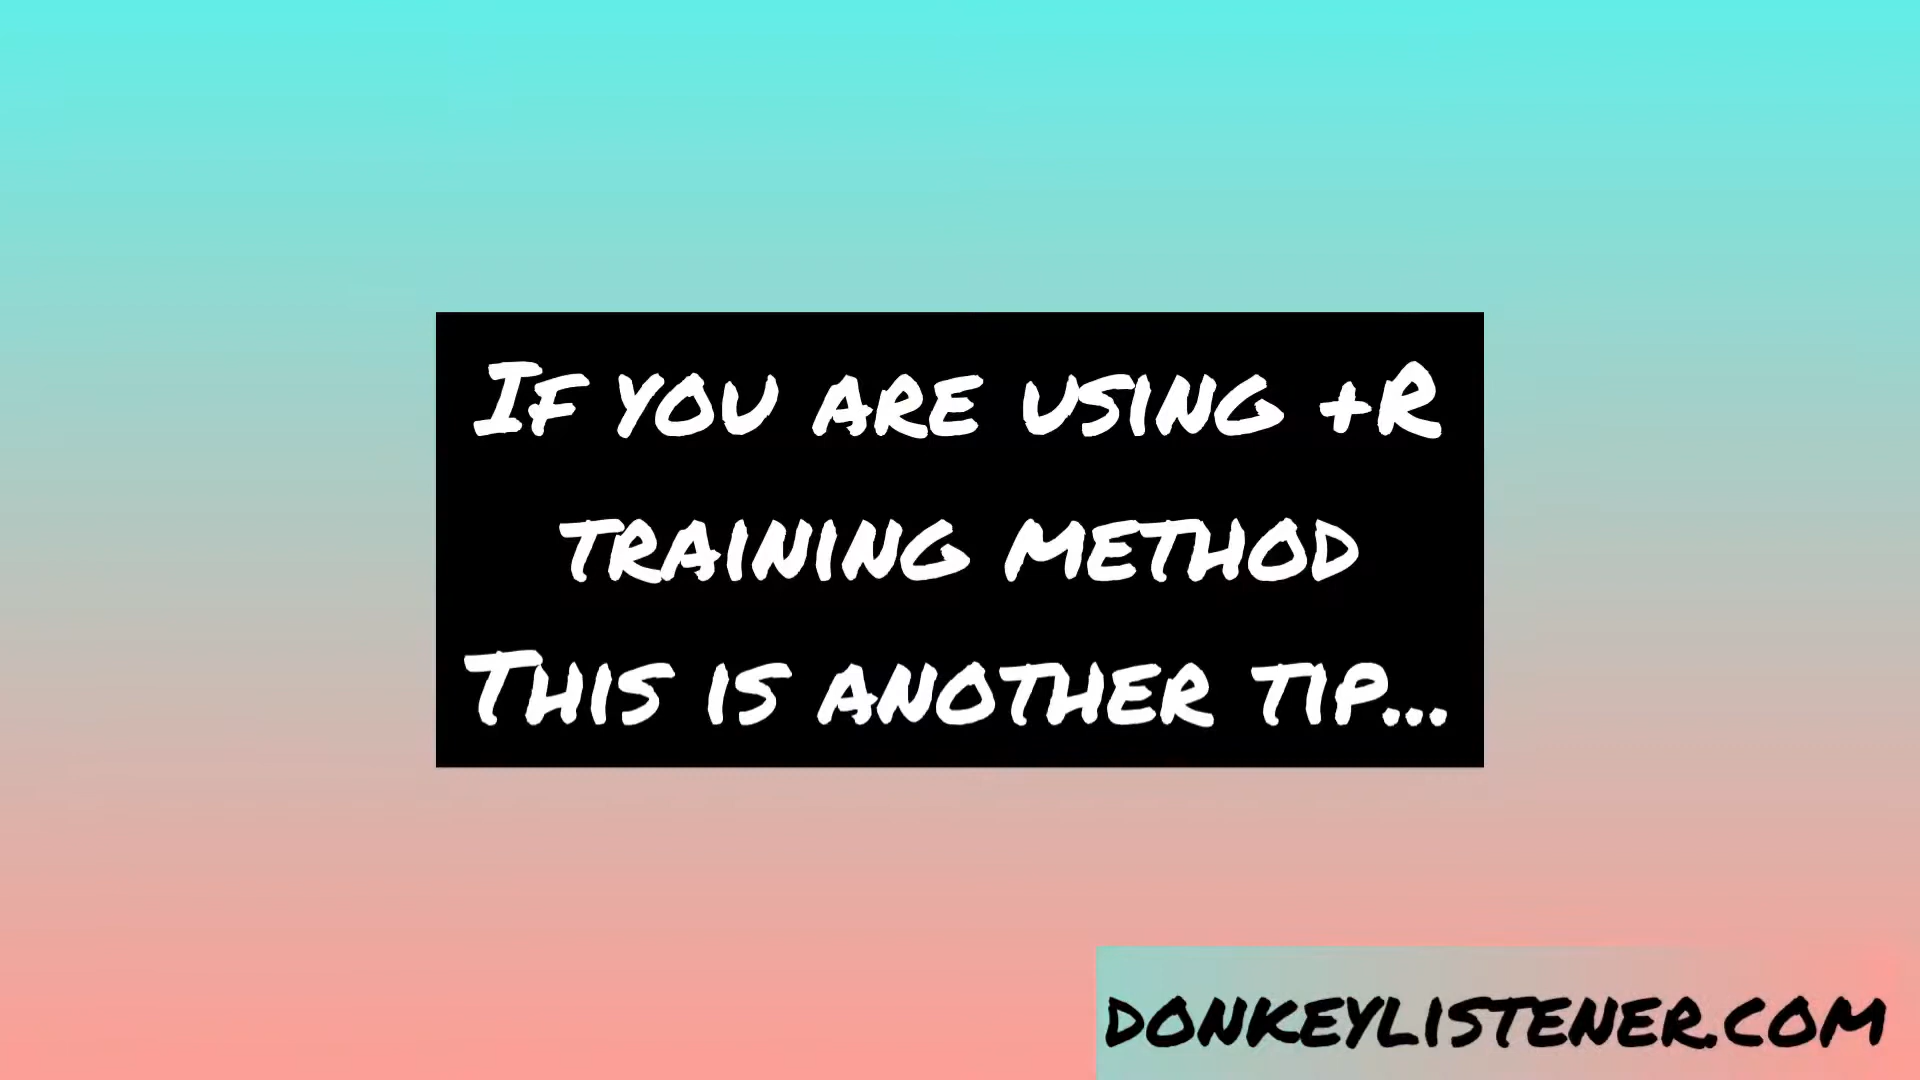 If you are using +R
training method
This is another tip...
donkeylistener.com